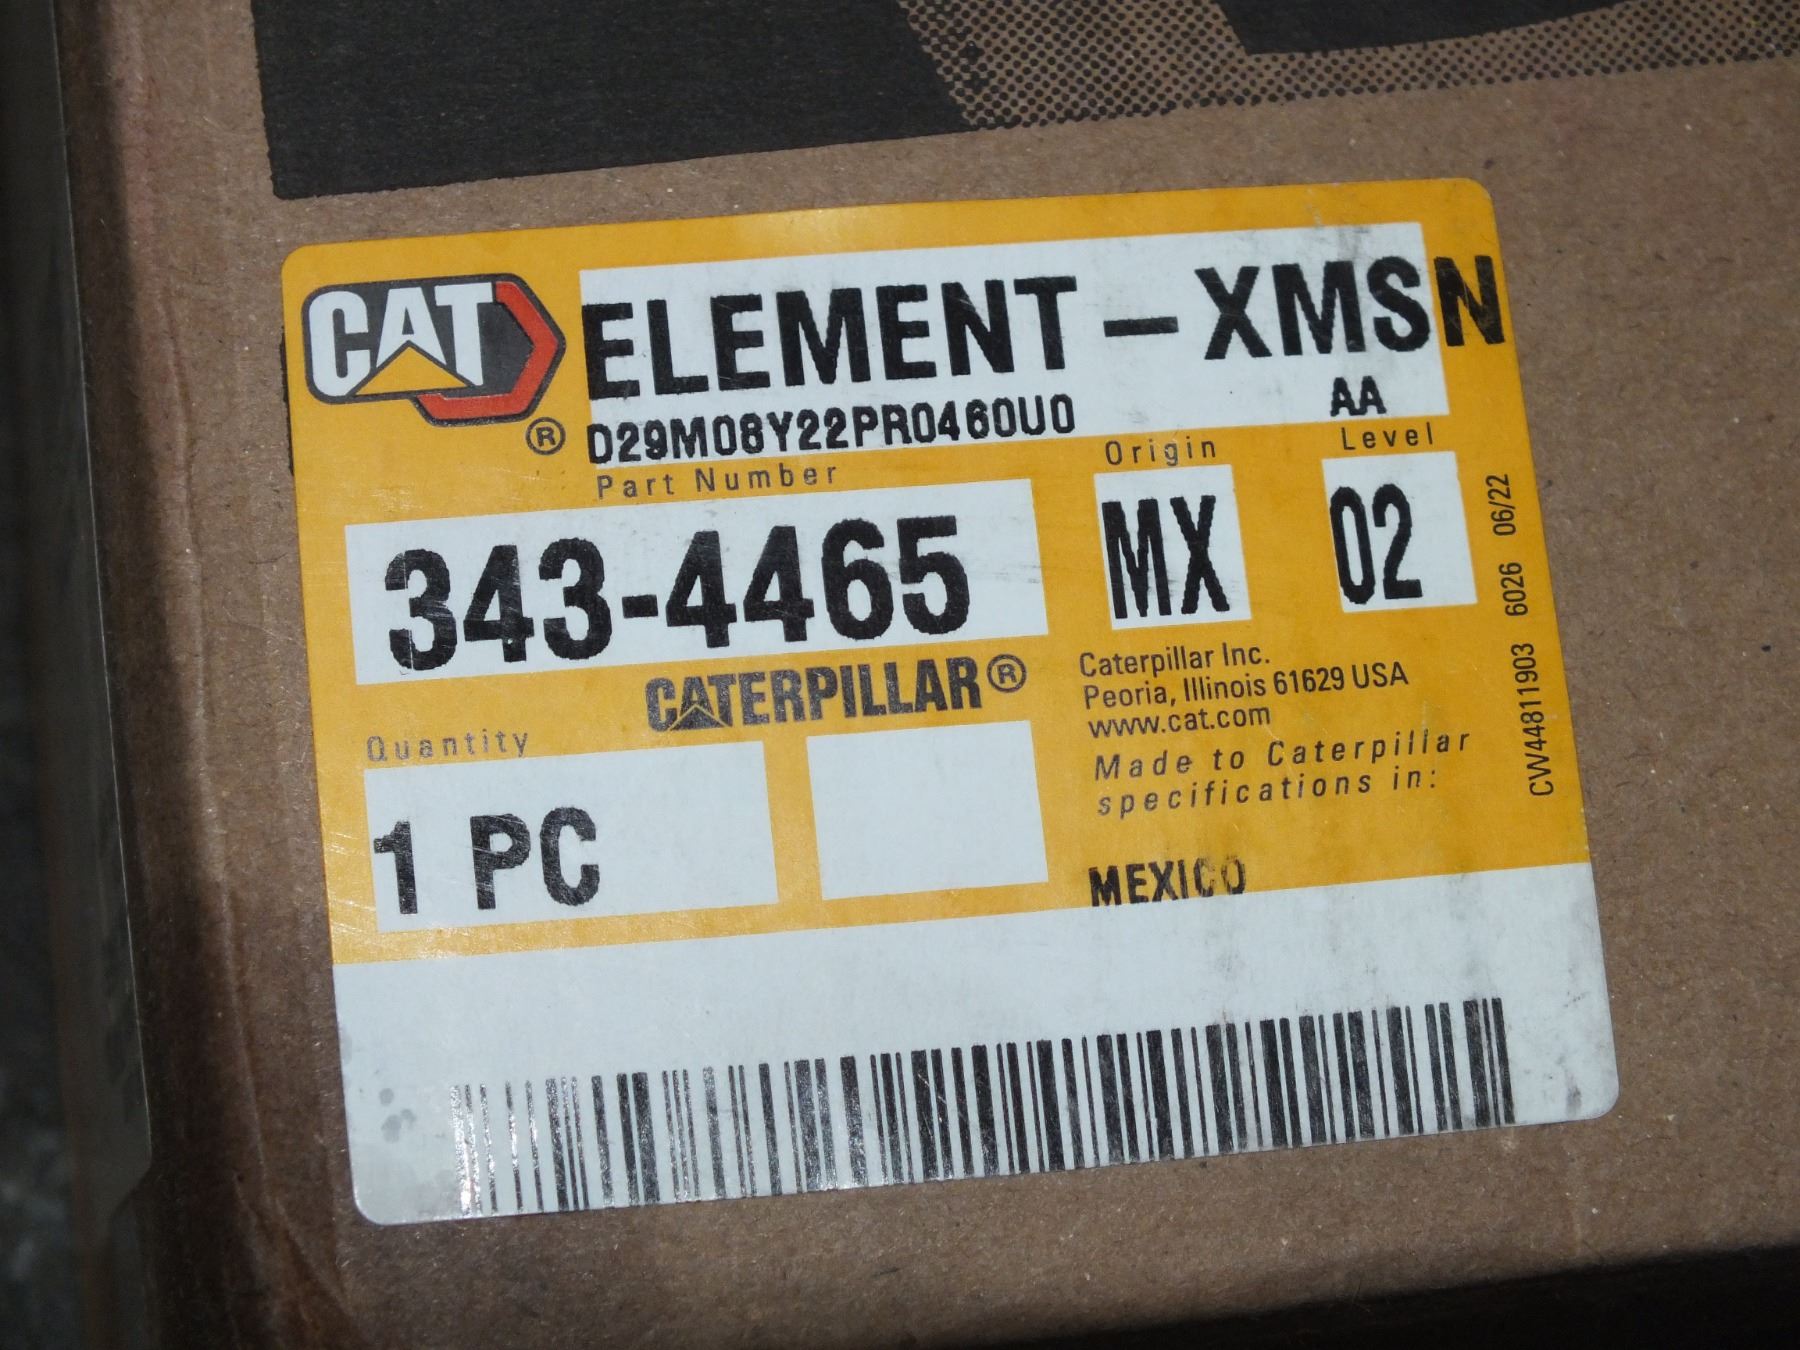 CAT
®
ELEMENT-XMSN
D29M08Y22PR0460U0 AA
Part Number Origin Level
343-4465 MX 02
CATERPILLAR®
Caterpillar Inc.
Peoria, Illinois 61629 USA
www.cat.com
Made to Caterpillar
specifications in:
MEXICO
Quantity
1 PC
CW44811903 6026 06/22